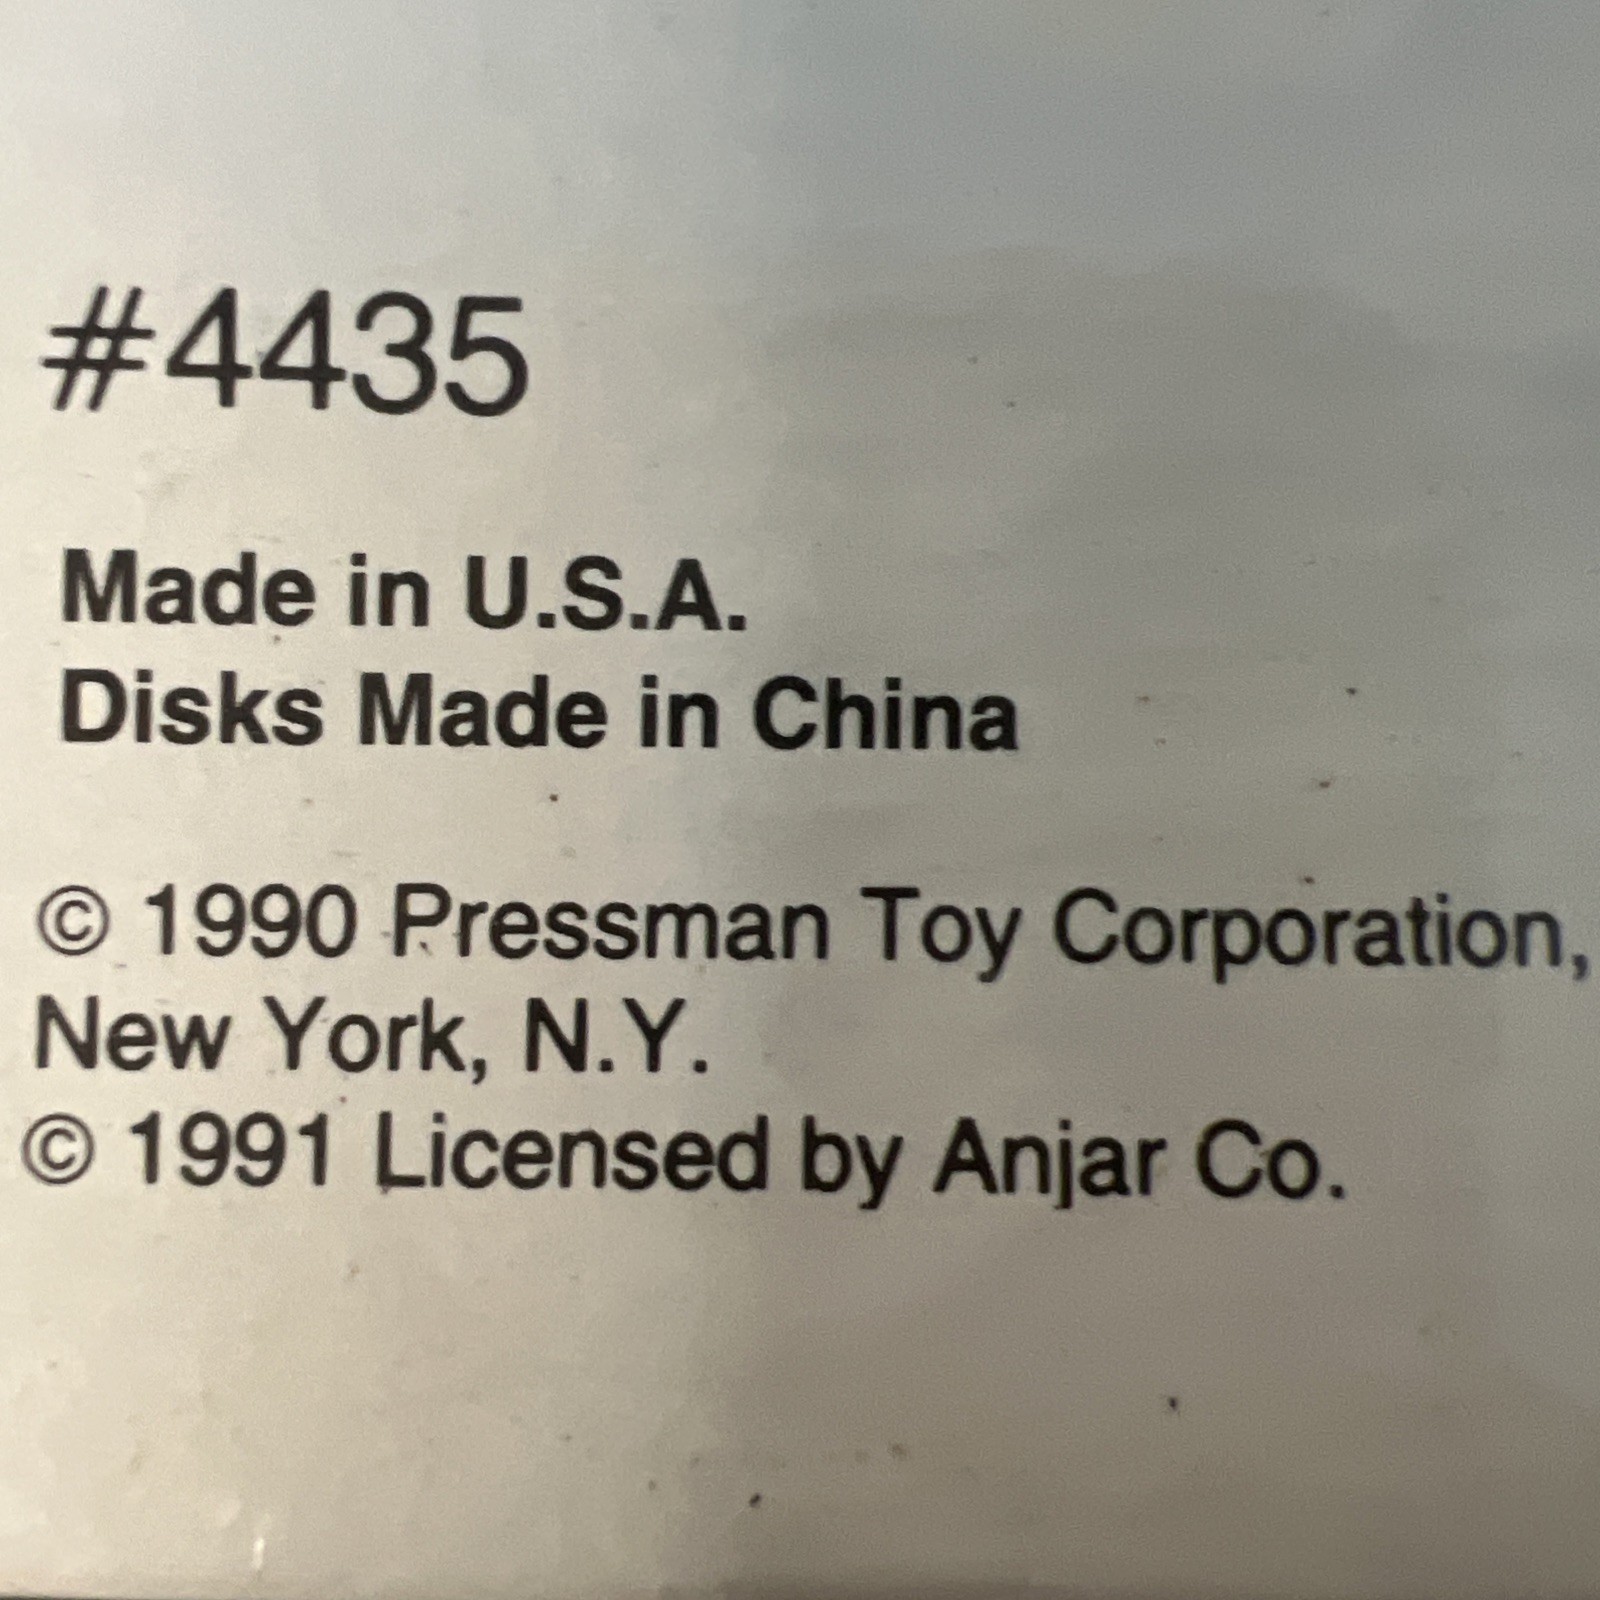 #4435
Made in U.S.A.
Disks Made in China
© 1990 Pressman Toy Corporation,
New York, N.Y.
© 1991 Licensed by Anjar Co.